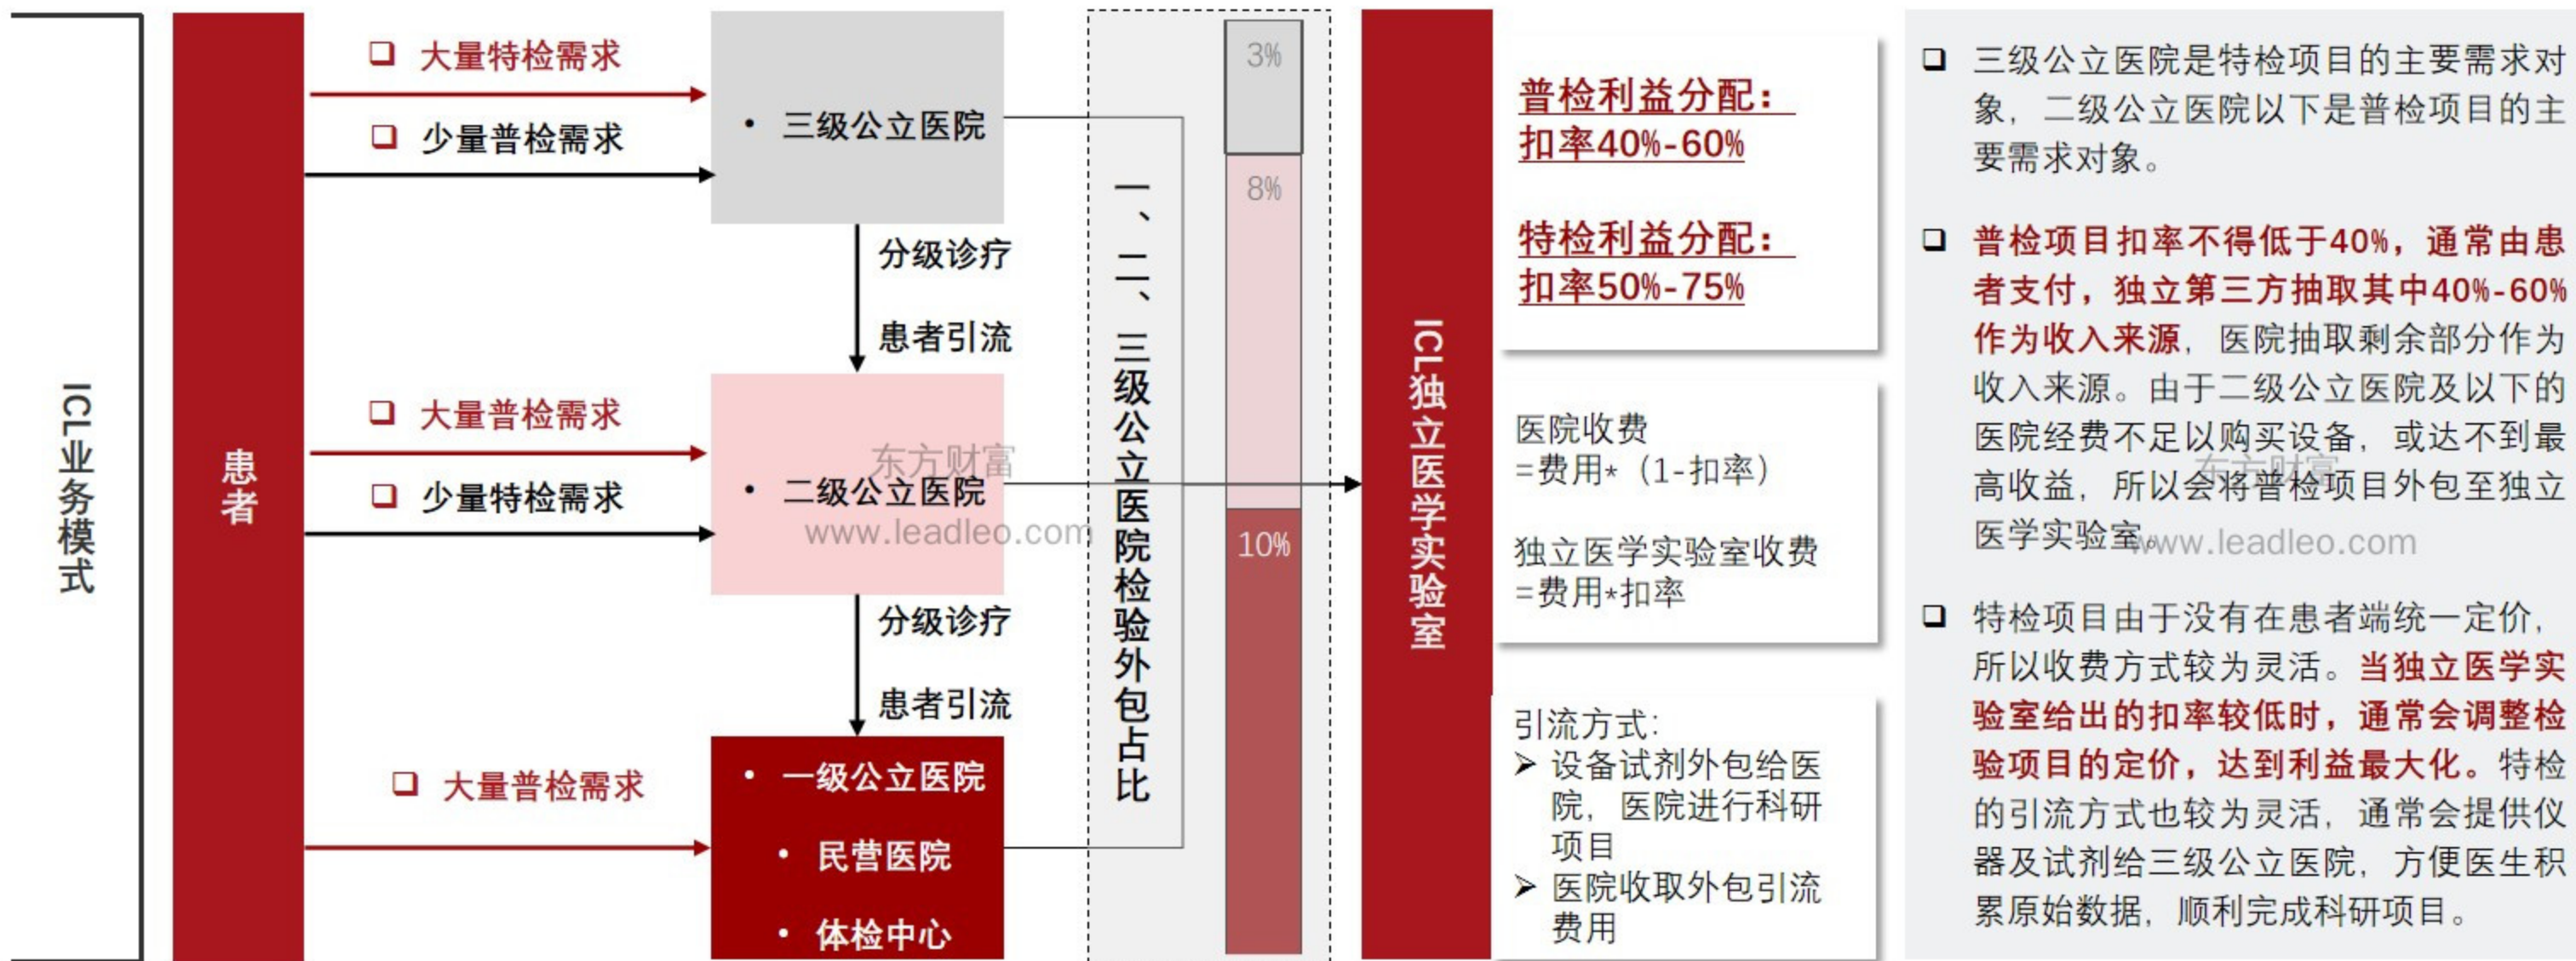 ICL业务模式
患者
❑ 大量特检需求
❑ 少量普检需求
❑ 大量普检需求
❑ 少量特检需求
❑ 大量普检需求
• 三级公立医院
分级诊疗
患者引流
• 二级公立医院
分级诊疗
患者引流
• 一级公立医院
• 民营医院
• 体检中心
东方财富
www.leadleo.com
一、二、三级公立医院检验外包占比
3%
8%
10%
ICL独立医学实验室
普检利益分配：
扣率40%-60%
特检利益分配：
扣率50%-75%
医院收费
=费用*（1-扣率）
独立医学实验室收费
=费用*扣率
引流方式：
➢ 设备试剂外包给医
院，医院进行科研
项目
➢ 医院收取外包引流
费用
❑ 三级公立医院是特检项目的主要需求对
象，二级公立医院以下是普检项目的主
要需求对象。
❑ 普检项目扣率不得低于40%，通常由患
者支付，独立第三方抽取其中40%-60%
作为收入来源，医院抽取剩余部分作为
收入来源。由于二级公立医院及以下的
医院经费不足以购买设备，或达不到最
高收益，所以会将普检项目外包至独立
医学实验室。
东方财富
www.leadleo.com
❑ 特检项目由于没有在患者端统一定价，
所以收费方式较为灵活。当独立医学实
验室给出的扣率较低时，通常会调整检
验项目的定价，达到利益最大化。特检
的引流方式也较为灵活，通常会提供仪
器及试剂给三级公立医院，方便医生积
累原始数据，顺利完成科研项目。